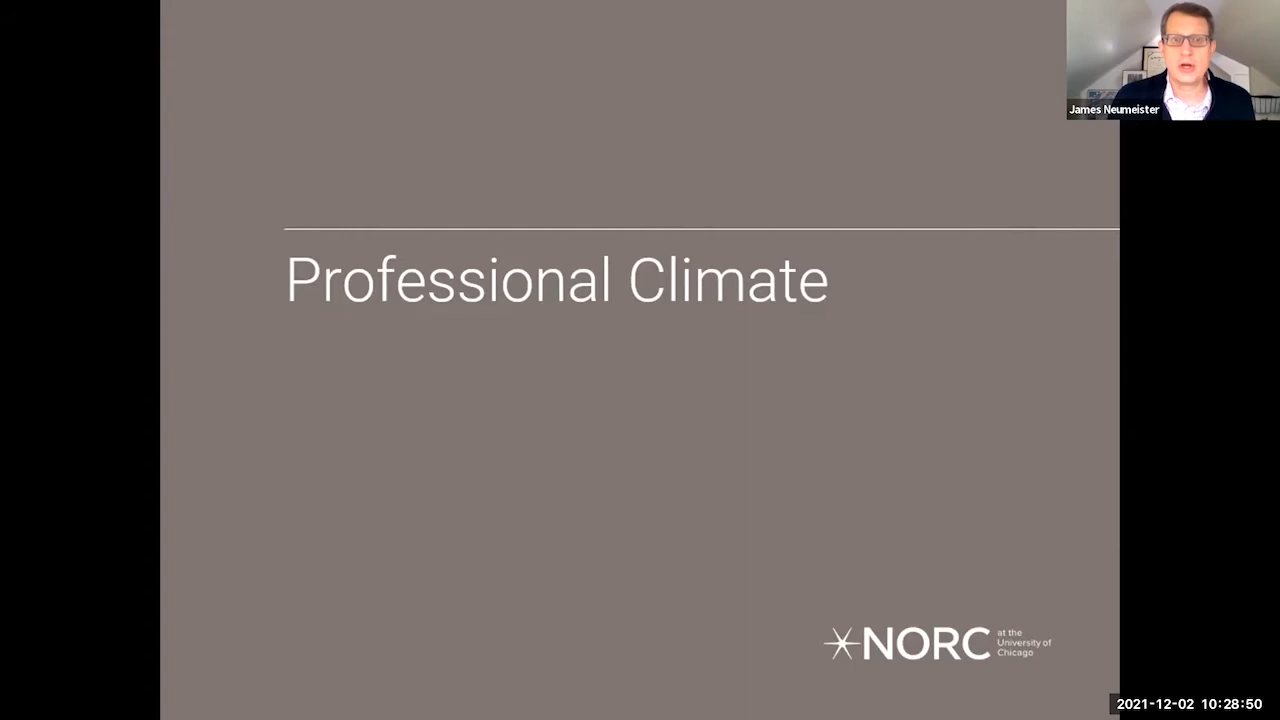 James Neumeister
Professional Climate
NORC
at the
University of
Chicago
2021-12-02 10:28:50